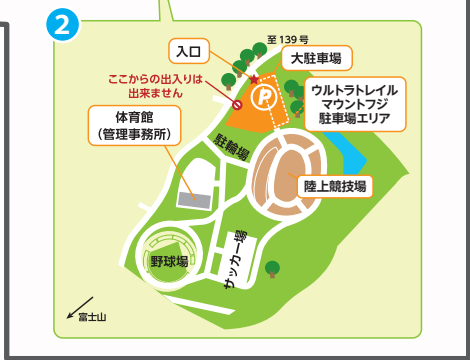 2
至139号
入口
大駐車場
ここからの出入りは
出来ません
P
ウルトラトレイル
マウントフジ
駐車場エリア
体育館
（管理事務所）
駐輪場
陸上競技場
野球場
サッカー場
富士山